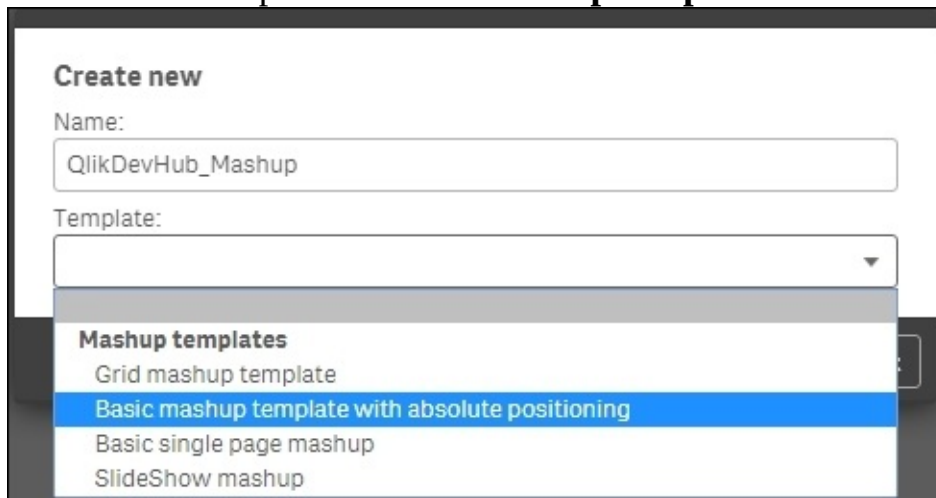 Create new
Name:
QlikDevHub_Mashup
Template:
Mashup templates
Grid mashup template
Basic mashup template with absolute positioning
Basic single page mashup
SlideShow mashup